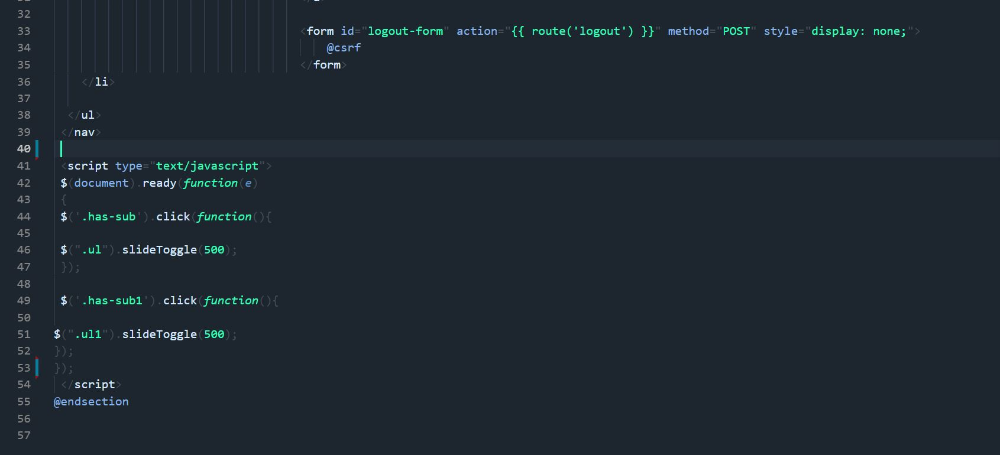 32
33 <form id="logout-form" action="{{ route('logout') }}" method="POST" style="display: none;">
34 @csrf
35 </form>
36 </li>
37
38 </ul>
39 </nav>
40
41 <script type="text/javascript">
42 $(document).ready(function(e)
43 {
44 $('.has-sub').click(function(){
45
46 $(".ul").slideToggle(500);
47 });
48
49 $('.has-sub1').click(function(){
50
51 $(".ul1").slideToggle(500);
52 });
53 });
54 </script>
55 @endsection
56
57